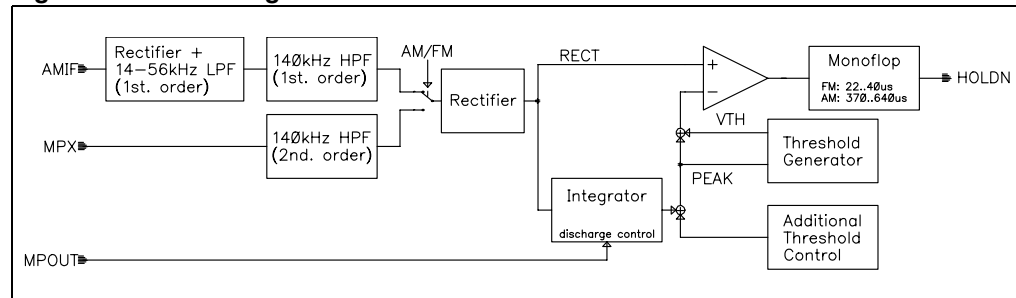 AMIF
Rectifier +
14-56kHz LPF
(1st. order)
140kHz HPF
(1st. order)
AM/FM
Rectifier
RECT
+
-
Monoflop
FM: 22..40us
AM: 370..640us
HOLDN
MPX
140kHz HPF
(2nd. order)
VTH
Threshold
Generator
PEAK
Integrator
discharge control
Additional
Threshold
Control
MPOUT